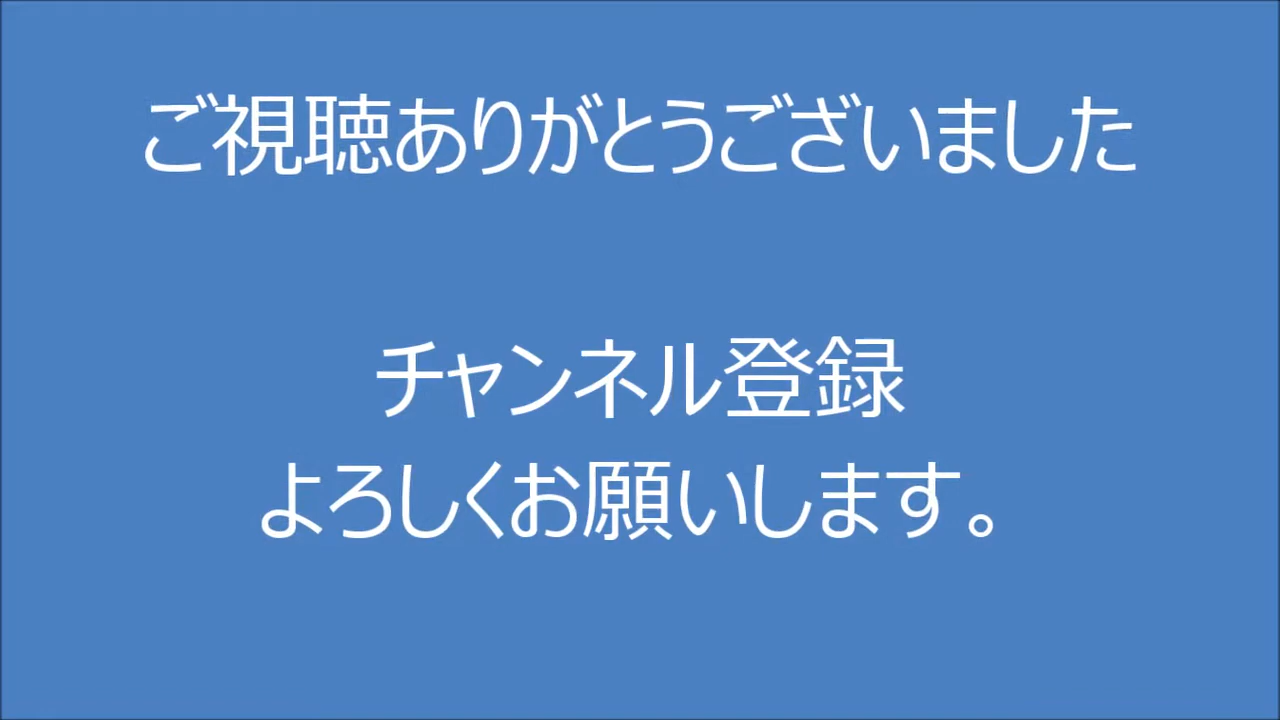 ご視聴ありがとうございました
チャンネル登録
よろしくお願いします。